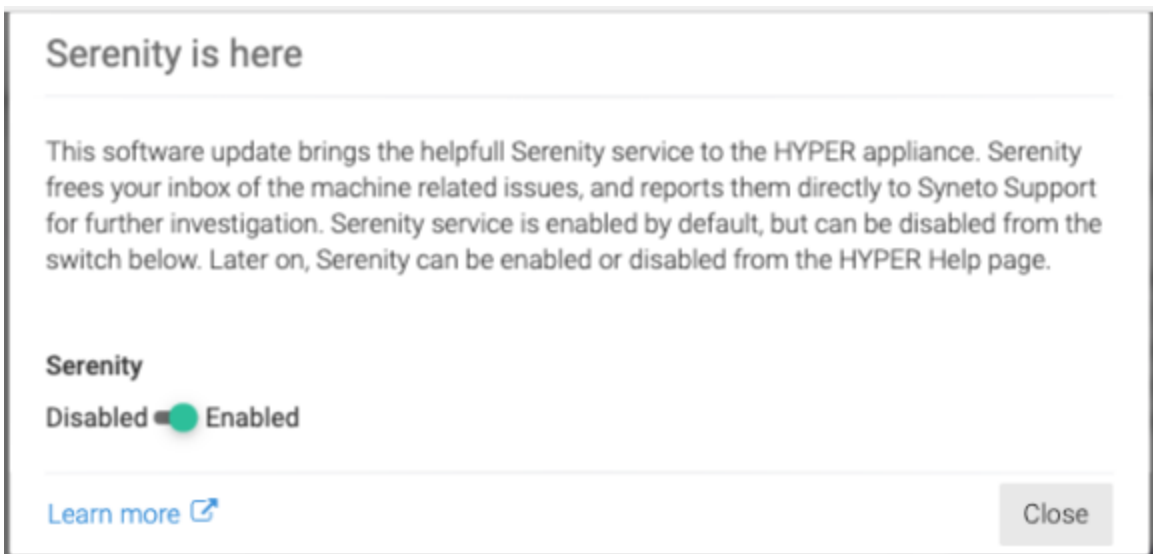 Serenity is here
This software update brings the helpfull Serenity service to the HYPER appliance. Serenity
frees your inbox of the machine related issues, and reports them directly to Syneto Support
for further investigation. Serenity service is enabled by default, but can be disabled from the
switch below. Later on, Serenity can be enabled or disabled from the HYPER Help page.
Serenity
Disabled Enabled
Learn more Close